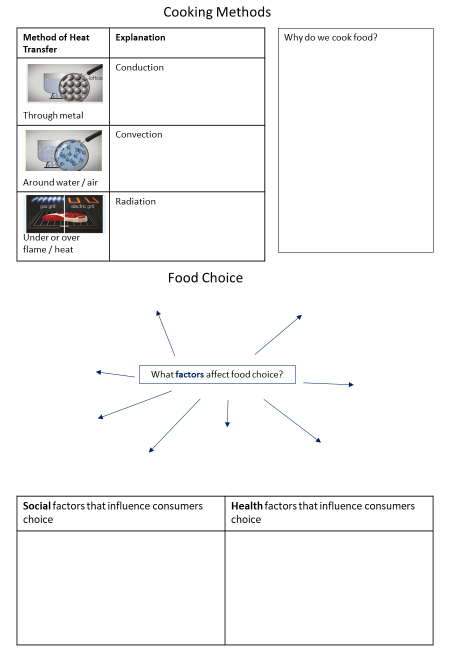 Cooking Methods
Method of Heat
Transfer
Explanation
lattice
Through metal
Conduction
Around water / air
Convection
gas grill
electric grill
Under or over
flame / heat
Radiation
Why do we cook food?
Food Choice
What factors affect food choice?
Social factors that influence consumers
choice
Health factors that influence consumers
choice